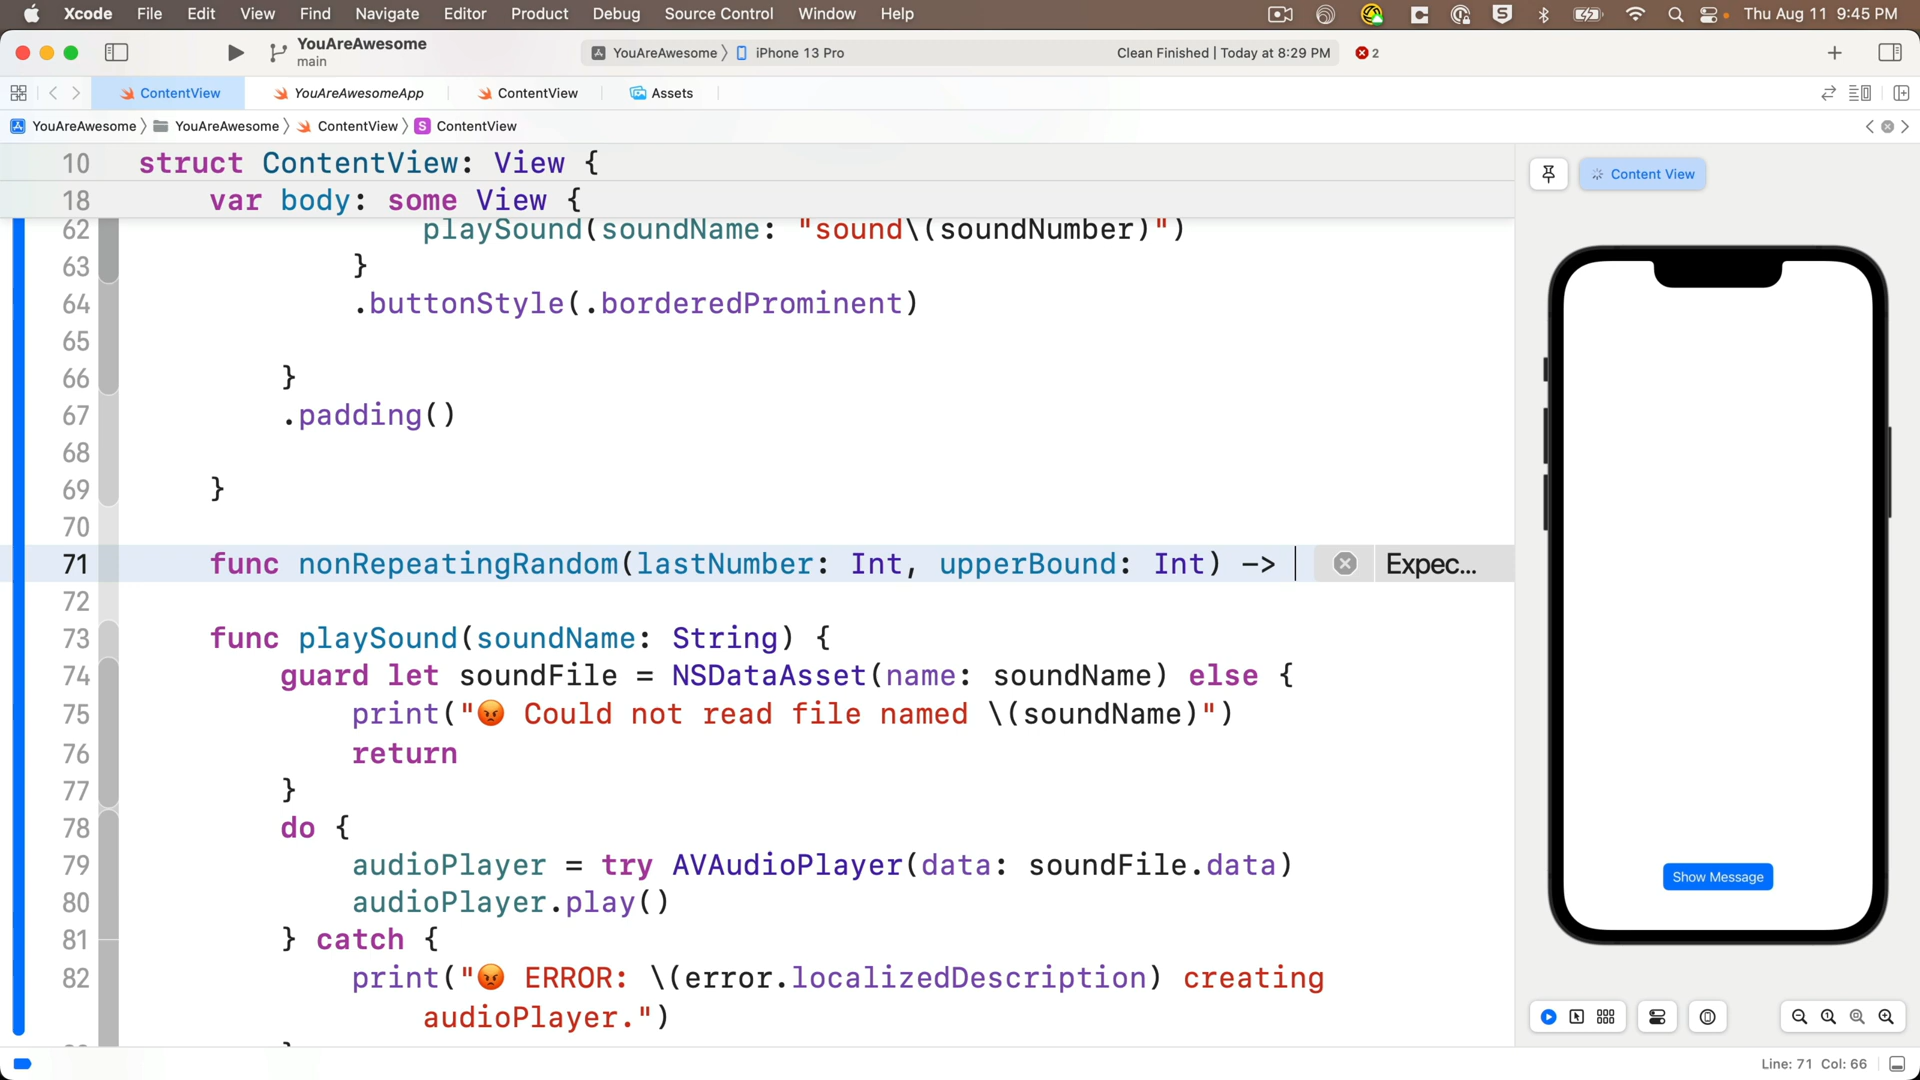 Xcode File Edit View Find Navigate Editor Product Debug Source Control Window Help Thu Aug 11 9:45 PM
YouAreAwesome
main
YouAreAwesome 〉 iPhone 13 Pro Clean Finished | Today at 8:29 PM 2
ContentView YouAreAwesomeApp ContentView Assets
YouAreAwesome 〉 YouAreAwesome 〉 ContentView 〉 S ContentView
10 struct ContentView: View {
18 var body: some View {
62 playSound(soundName: "sound\(soundNumber)")
63 }
64 .buttonStyle(.borderedProminent)
65
66 }
67 .padding()
68
69 }
70
71 func nonRepeatingRandom(lastNumber: Int, upperBound: Int) -> Expec...
72
73 func playSound(soundName: String) {
74 guard let soundFile = NSDataAsset(name: soundName) else {
75 print("😡 Could not read file named \(soundName)")
76 return
77 }
78 do {
79 audioPlayer = try AVAudioPlayer(data: soundFile.data)
80 audioPlayer.play()
81 } catch {
82 print("😡 ERROR: \(error.localizedDescription) creating
audioPlayer.")
Content View
Show Message
Line: 71 Col: 66